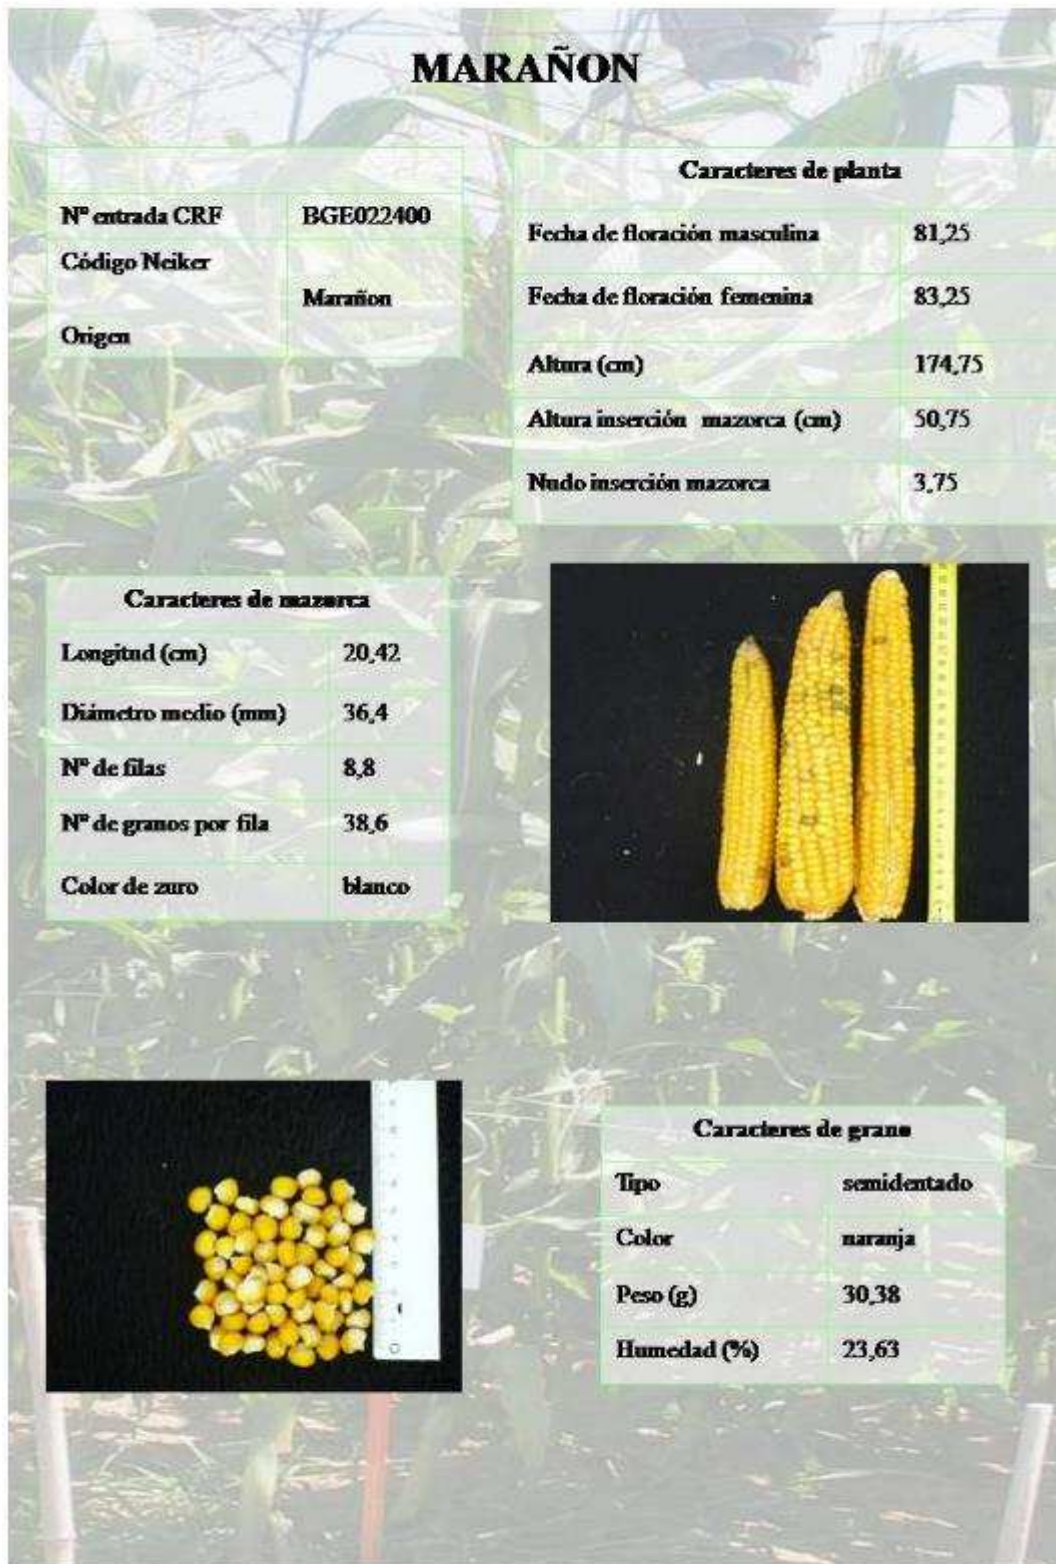 MARAÑON
Nº entrada CRF BGE022400
Código Neiker
Marañon
Origen
Caracteres de planta
Fecha de floración masculina 81,25
Fecha de floración femenina 83,25
Altura (cm) 174,75
Altura inserción mazorca (cm) 50,75
Nudo inserción mazorca 3,75
Caracteres de mazorca
Longitud (cm) 20,42
Diámetro medio (mm) 36,4
Nº de filas 8,8
Nº de granos por fila 38,6
Color de zuro blanco
Caracteres de grano
Tipo semidentado
Color naranja
Peso (g) 30,38
Humedad (%) 23,63